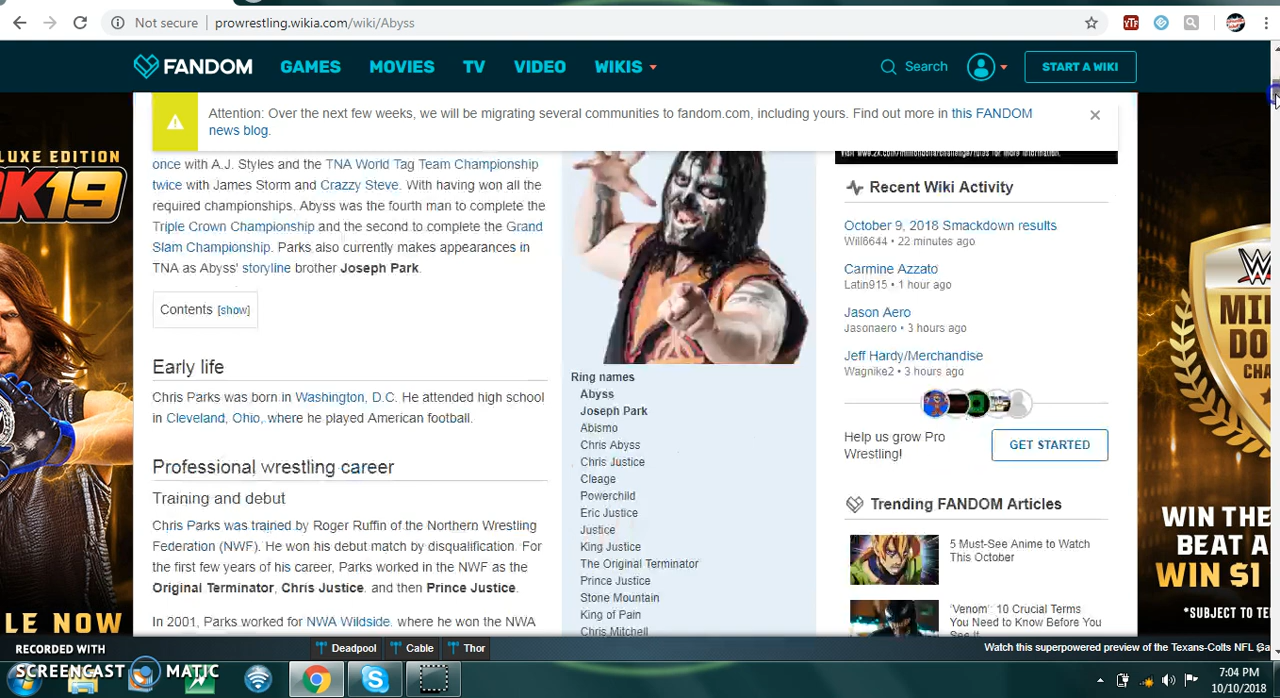 Not secure | prowrestling.wikia.com/wiki/Abyss
YTF
FANDOM GAMES MOVIES TV VIDEO WIKIS Search START A WIKI
Attention: Over the next few weeks, we will be migrating several communities to fandom.com, including yours. Find out more in this FANDOM
news blog.
once with A.J. Styles and the TNA World Tag Team Championship
twice with James Storm and Crazzy Steve. With having won all the
required championships. Abyss was the fourth man to complete the
Triple Crown Championship and the second to complete the Grand
Slam Championship. Parks also currently makes appearances in
TNA as Abyss' storyline brother Joseph Park.
Contents [show]
Early life
Chris Parks was born in Washington, D.C. He attended high school
in Cleveland, Ohio, where he played American football.
Professional wrestling career
Training and debut
Chris Parks was trained by Roger Ruffin of the Northern Wrestling
Federation (NWF). He won his debut match by disqualification. For
the first few years of his career, Parks worked in the NWF as the
Original Terminator, Chris Justice, and then Prince Justice.
In 2001, Parks worked for NWA Wildside, where he won the NWA
Ring names
Abyss
Joseph Park
Abismo
Chris Abyss
Chris Justice
Cleage
Powerchild
Eric Justice
Justice
King Justice
The Original Terminator
Prince Justice
Stone Mountain
King of Pain
Chris Mitchell
Recent Wiki Activity
October 9, 2018 Smackdown results
Will6644 • 22 minutes ago
Carmine Azzato
Latin915 • 1 hour ago
Jason Aero
Jasonaero • 3 hours ago
Jeff Hardy/Merchandise
Wagnike2 • 3 hours ago
Help us grow Pro
Wrestling!
GET STARTED
Trending FANDOM Articles
5 Must-See Anime to Watch
This October
'Venom': 10 Crucial Terms
You Need to Know Before You
See It
LUXE EDITION
K19
LE NOW
W
MIL
DO
CHA
WIN THE
BEAT A
WIN $1
*SUBJECT TO TE
Deadpool Cable Thor
Watch this superpowered preview of the Texans-Colts NFL Ga
RECORDED WITH
SCREENCAST MATIC
7:04 PM
10/10/2018